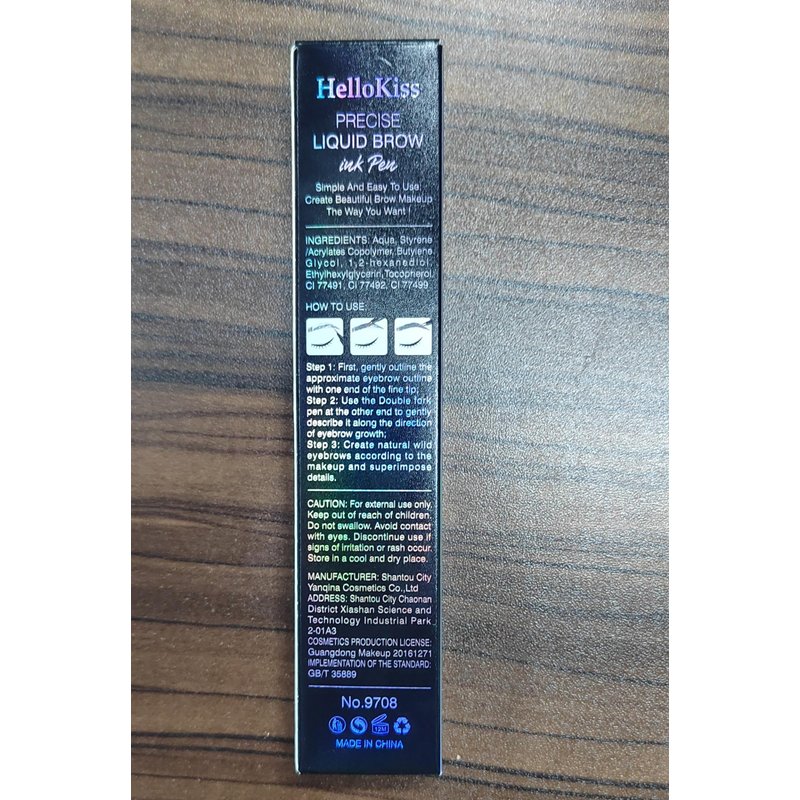 HelloKiss
PRECISE
LIQUID BROW
ink Pen
Simple And Easy To Use.
Create Beautiful Brow Makeup
The Way You Want !
INGREDIENTS: Aqua, Styrene
/Acrylates Copolymer, Butylene
Glycol, 1,2-hexanediol,
Ethylhexylglycerin, Tocopherol,
CI 77491, CI 77492, CI 77499
HOW TO USE:
Step 1: First, gently outline the
approximate eyebrow outline
with one end of the fine tip;
Step 2: Use the Double fork
pen at the other end to gently
describe it along the direction
of eyebrow growth;
Step 3: Create natural wild
eyebrows according to the
makeup and superimpose
details.
CAUTION: For external use only.
Keep out of reach of children.
Do not swallow. Avoid contact
with eyes. Discontinue use if
signs of irritation or rash occur.
Store in a cool and dry place.
MANUFACTURER: Shantou City
Yanqina Cosmetics Co.,Ltd
ADDRESS: Shantou City Chaonan
District Xiashan Science and
Technology Industrial Park
2-01A3
COSMETICS PRODUCTION LICENSE:
Guangdong Makeup 20161271
IMPLEMENTATION OF THE STANDARD:
GB/T 35889
No.9708
12M
MADE IN CHINA